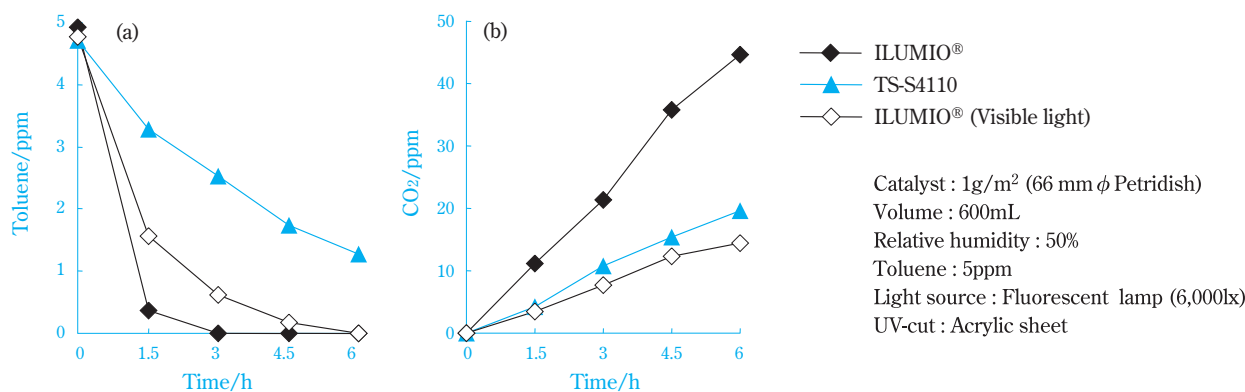 (a)
5
4
3
2
1
0
Toluene/ppm
0 1.5 3 4.5 6
Time/h
(b)
50
40
30
20
10
0
CO₂/ppm
0 1.5 3 4.5 6
Time/h
ILUMIO®
TS-S4110
ILUMIO® (Visible light)
Catalyst : 1g/m² (66 mm ϕ Petridish)
Volume : 600mL
Relative humidity : 50%
Toluene : 5ppm
Light source : Fluorescent lamp (6,000lx)
UV-cut : Acrylic sheet